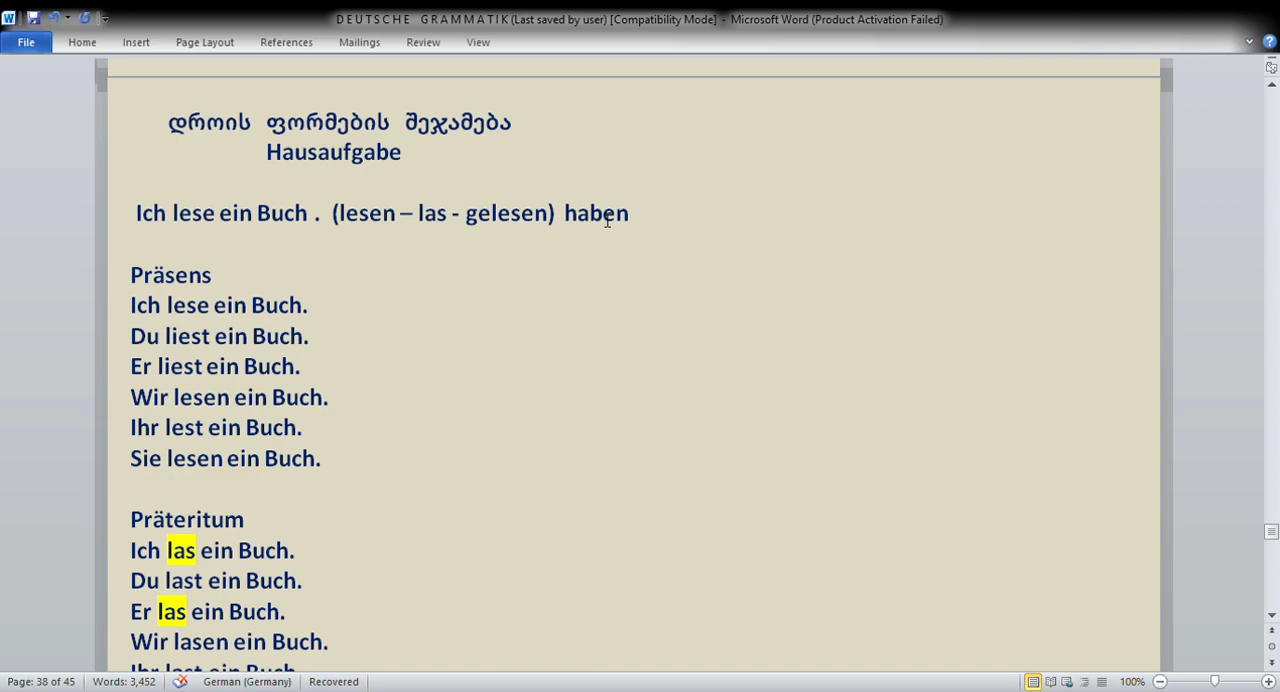 D E U T S C H E G R A M M A T I K (Last saved by user) [Compatibility Mode] - Microsoft Word (Product Activation Failed)
File Home Insert Page Layout References Mailings Review View
დროის ფორმების შეჯამება
Hausaufgabe
Ich lese ein Buch . (lesen – las - gelesen) haben
Präsens
Ich lese ein Buch.
Du liest ein Buch.
Er liest ein Buch.
Wir lesen ein Buch.
Ihr lest ein Buch.
Sie lesen ein Buch.
Präteritum
Ich las ein Buch.
Du last ein Buch.
Er las ein Buch.
Wir lasen ein Buch.
Ihr last ein Buch.
Page: 38 of 45 Words: 3,452 German (Germany) Recovered 100%